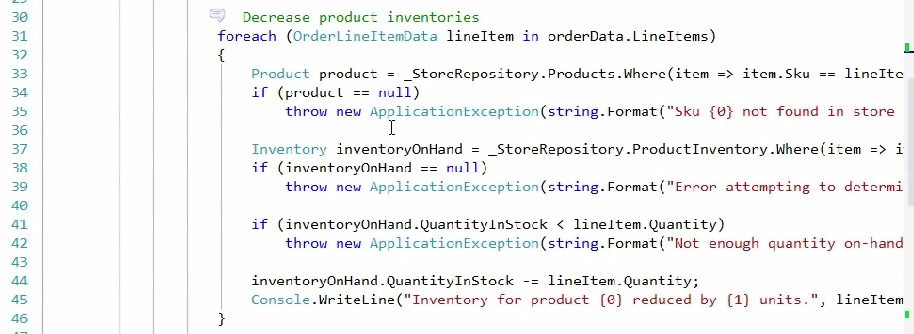 30 Decrease product inventories
31 foreach (OrderLineItemData lineItem in orderData.LineItems)
32 {
33 Product product = _StoreRepository.Products.Where(item => item.Sku == lineIte
34 if (product == null)
35 throw new ApplicationException(string.Format("Sku {0} not found in store
36
37 Inventory inventoryOnHand = _StoreRepository.ProductInventory.Where(item => i
38 if (inventoryOnHand == null)
39 throw new ApplicationException(string.Format("Error attempting to determi
40
41 if (inventoryOnHand.QuantityInStock < lineItem.Quantity)
42 throw new ApplicationException(string.Format("Not enough quantity on-hand
43
44 inventoryOnHand.QuantityInStock -= lineItem.Quantity;
45 Console.WriteLine("Inventory for product {0} reduced by {1} units.", lineItem
46 }